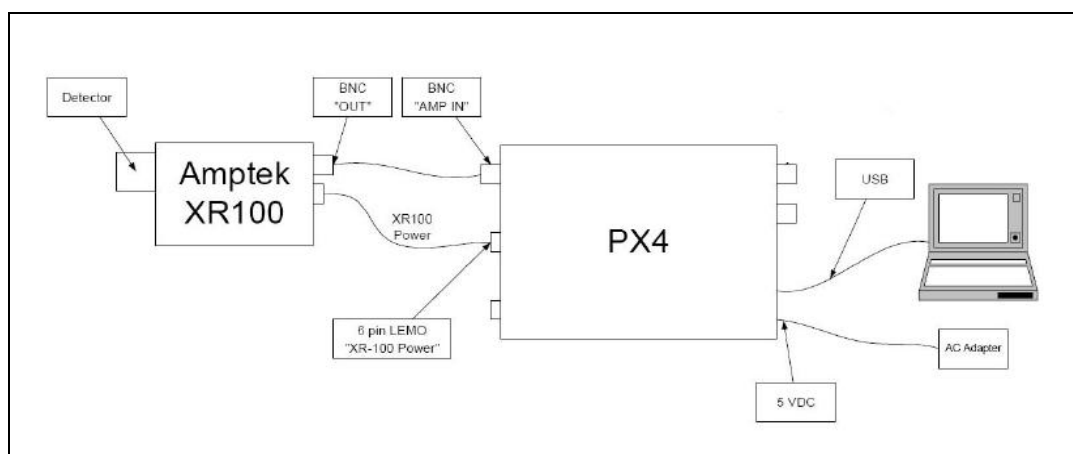 Detector
BNC
"OUT"
BNC
"AMP IN"
Amptek
XR100
XR100
Power
PX4
USB
6 pin LEMO
"XR-100 Power"
AC Adapter
5 VDC